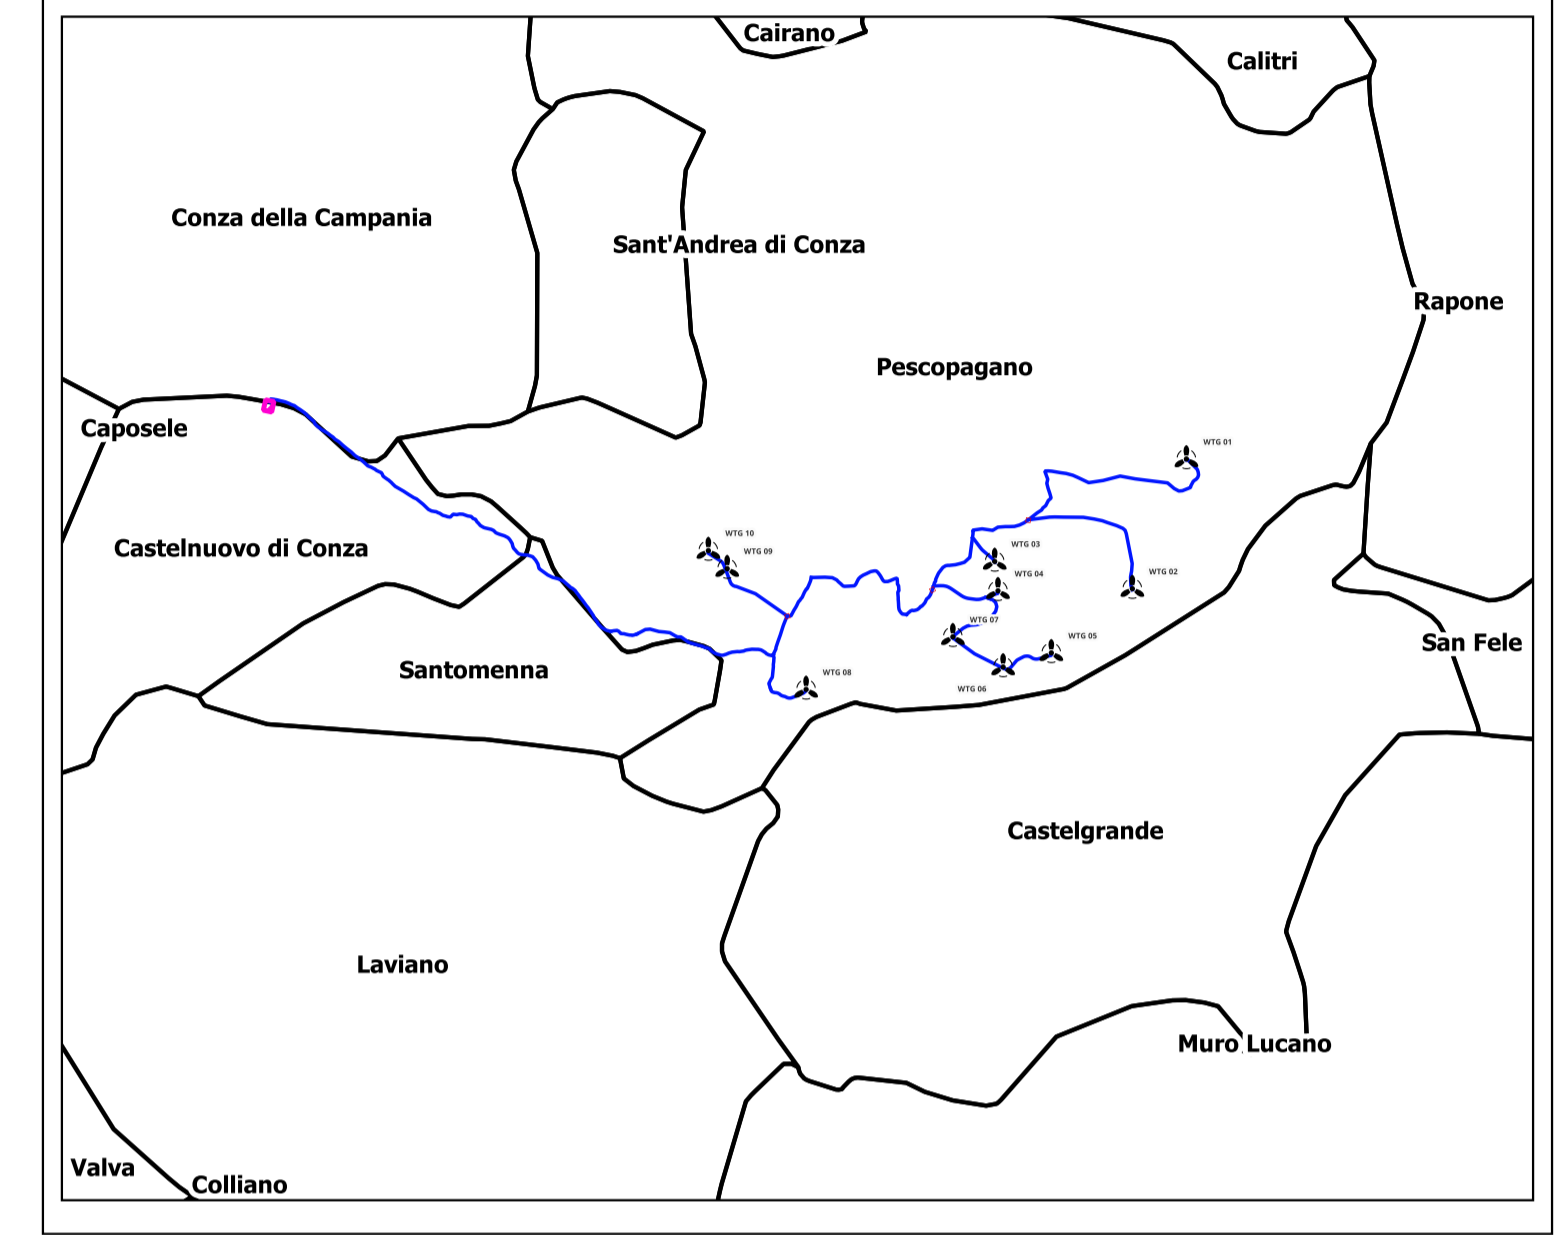 Cairano
Calitri
Conza della Campania
Sant'Andrea di Conza
Rapone
Pescopagano
Caposele
WTG 01
WTG 10
WTG 09
WTG 03
Castelnuovo di Conza
WTG 04
WTG 02
WTG 07
WTG 05
San Fele
Santomenna
WTG 08
WTG 06
Castelgrande
Laviano
Muro Lucano
Valva
Colliano